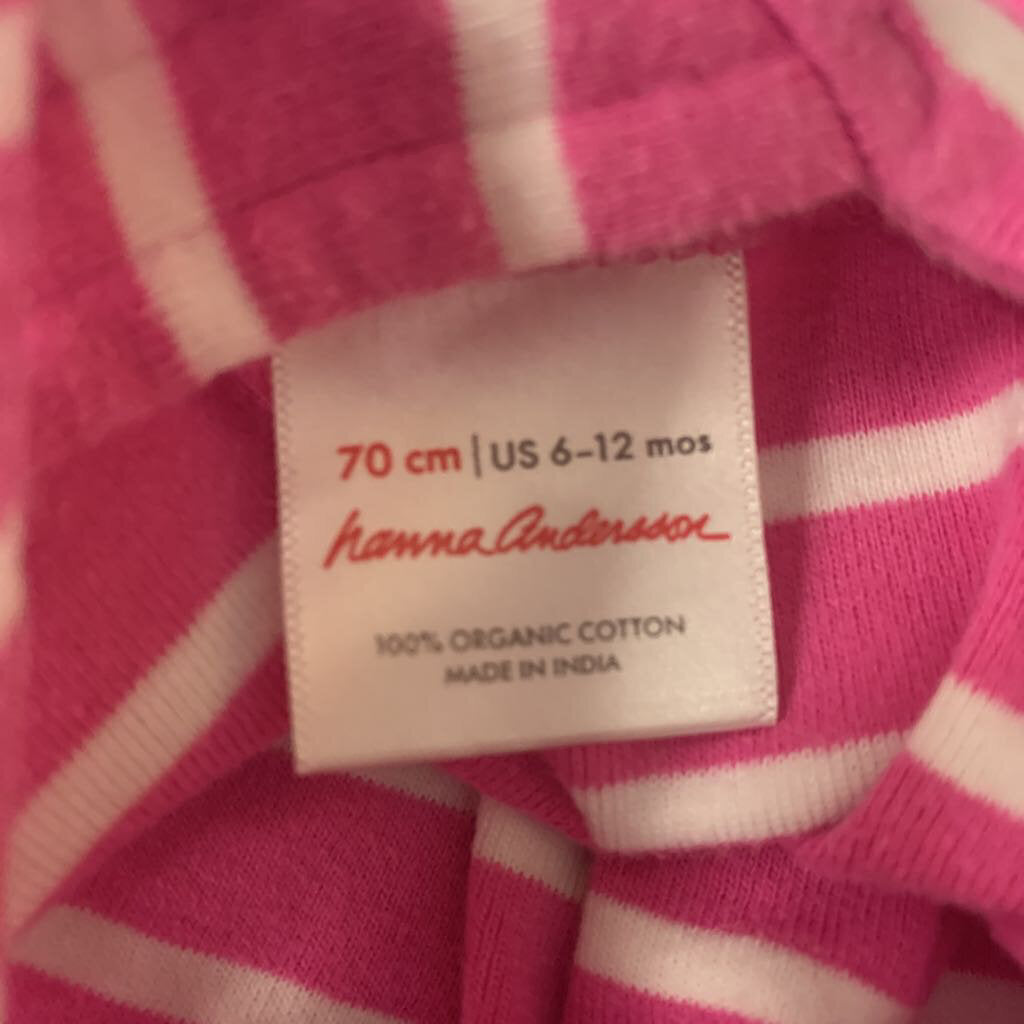 70 cm | US 6-12 mos
hanna Andersson
100% ORGANIC COTTON
MADE IN INDIA